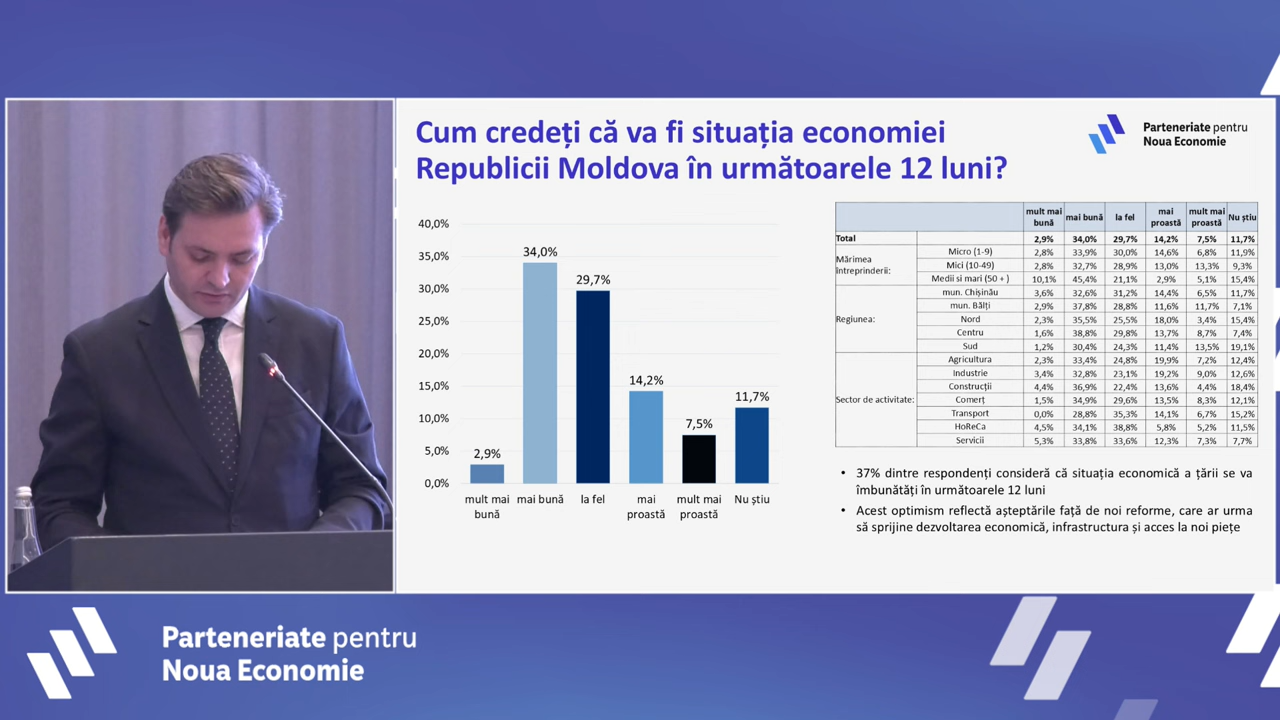 Cum credeți că va fi situația economiei
Republicii Moldova în următoarele 12 luni?
Parteneriate pentru
Noua Economie
40,0%
35,0%
30,0%
25,0%
20,0%
15,0%
10,0%
5,0%
0,0%
2,9%
34,0%
29,7%
14,2%
7,5%
11,7%
mult mai bună
mai bună
la fel
mai proastă
mult mai proastă
Nu știu
mult mai bună mai bună la fel mai proastă mult mai proastă Nu știu
Total 2,9% 34,0% 29,7% 14,2% 7,5% 11,7%
Mărimea întreprinderii:
Micro (1-9) 2,8% 33,9% 30,0% 14,6% 6,8% 11,9%
Mici (10-49) 2,8% 32,7% 28,9% 13,0% 13,3% 9,3%
Medii si mari (50 + ) 10,1% 45,4% 21,1% 2,9% 5,1% 15,4%
Regiunea:
mun. Chișinău 3,6% 32,6% 31,2% 14,4% 6,5% 11,7%
mun. Bălți 2,9% 37,8% 28,8% 11,6% 11,7% 7,1%
Nord 2,3% 35,5% 25,5% 18,0% 3,4% 15,4%
Centru 1,6% 38,8% 29,8% 13,7% 8,7% 7,4%
Sud 1,2% 30,4% 24,3% 11,4% 13,5% 19,1%
Sector de activitate:
Agricultura 2,3% 33,4% 24,8% 19,9% 7,2% 12,4%
Industrie 3,4% 32,8% 23,1% 19,2% 9,0% 12,6%
Construcții 4,4% 36,9% 22,4% 13,6% 4,4% 18,4%
Comerț 1,5% 34,9% 29,6% 13,5% 8,3% 12,1%
Transport 0,0% 28,8% 35,3% 14,1% 6,7% 15,2%
HoReCa 4,5% 34,1% 38,8% 5,8% 5,2% 11,5%
Servicii 5,3% 33,8% 33,6% 12,3% 7,3% 7,7%
• 37% dintre respondenți consideră că situația economică a țării se va
îmbunătăți în următoarele 12 luni
• Acest optimism reflectă așteptările față de noi reforme, care ar urma
să sprijine dezvoltarea economică, infrastructura și acces la noi piețe
Parteneriate pentru
Noua Economie